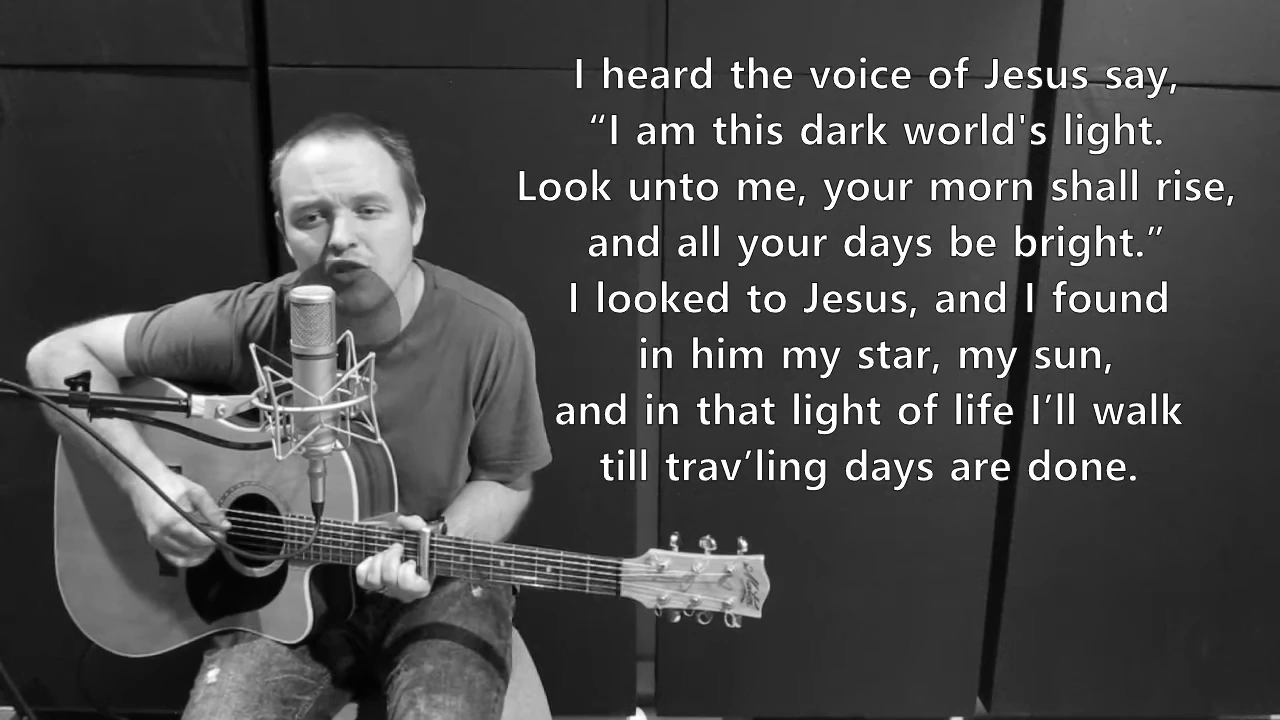 I heard the voice of Jesus say,
“I am this dark world's light.
Look unto me, your morn shall rise,
and all your days be bright.”
I looked to Jesus, and I found
in him my star, my sun,
and in that light of life I’ll walk
till trav’ling days are done.